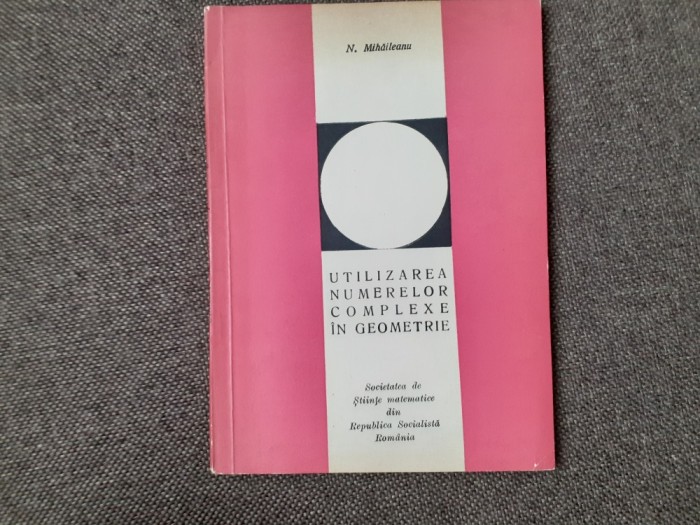 N. Mihăileanu
UTILIZAREA
NUMERELOR
COMPLEXE
ÎN GEOMETRIE
Societatea de
Științe matematice
din
Republica Socialistă
România